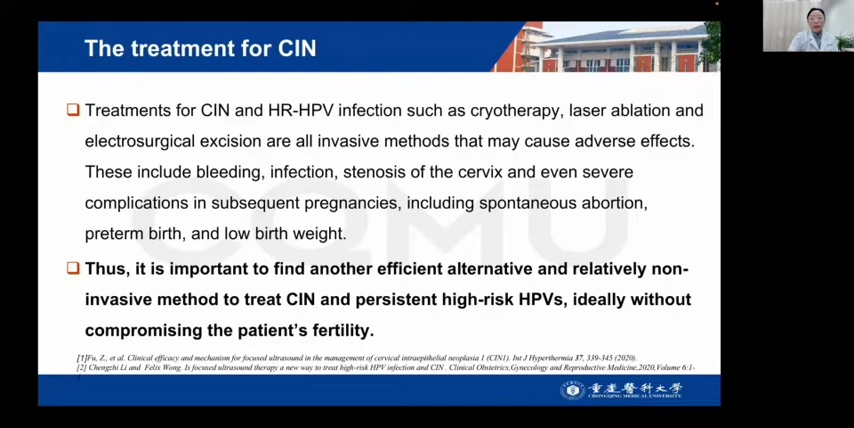 The treatment for CIN
Treatments for CIN and HR-HPV infection such as cryotherapy, laser ablation and
electrosurgical excision are all invasive methods that may cause adverse effects.
These include bleeding, infection, stenosis of the cervix and even severe
complications in subsequent pregnancies, including spontaneous abortion,
preterm birth, and low birth weight.
Thus, it is important to find another efficient alternative and relatively non-
invasive method to treat CIN and persistent high-risk HPVs, ideally without
compromising the patient's fertility.
[1]Fu, Z., et al. Clinical efficacy and mechanism for focused ultrasound in the management of cervical intraepithelial neoplasia 1 (CIN1). Int J Hyperthermia 37, 339-345 (2020).
[2] Chengzhi Li and Felix Wong. Is focused ultrasound therapy a new way to treat high-risk HPV infection and CIN . Clinical Obstetrics,Gynecology and Reproductive Medicine,2020,Volume 6:1-
CQMU
重慶醫科大學
CHONGQING MEDICAL UNIVERSITY